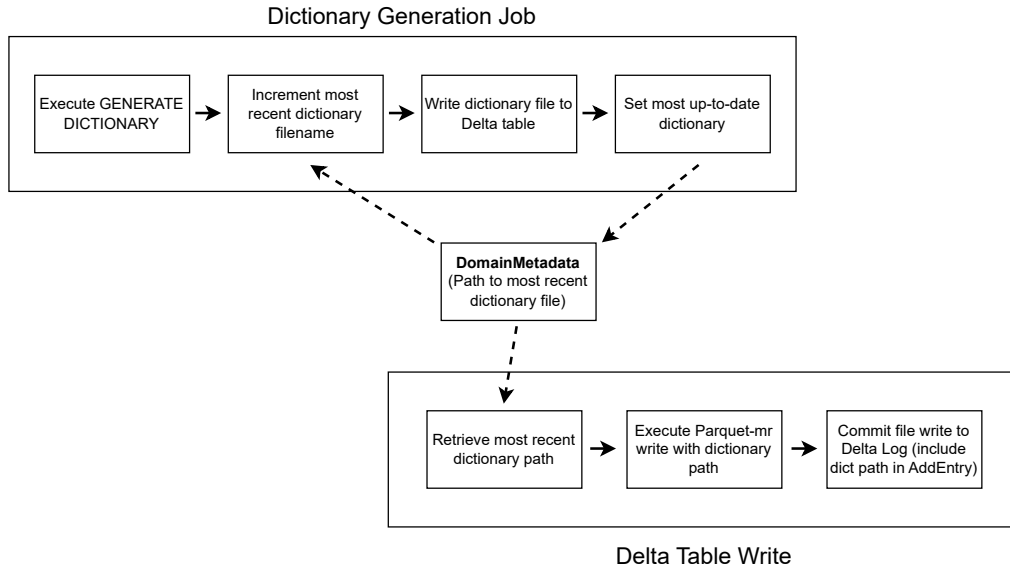 Dictionary Generation Job
Execute GENERATE
DICTIONARY
Increment most
recent dictionary
filename
Write dictionary file to
Delta table
Set most up-to-date
dictionary
DomainMetadata
(Path to most recent
dictionary file)
Retrieve most recent
dictionary path
Execute Parquet-mr
write with dictionary
path
Commit file write to
Delta Log (include
dict path in AddEntry)
Delta Table Write